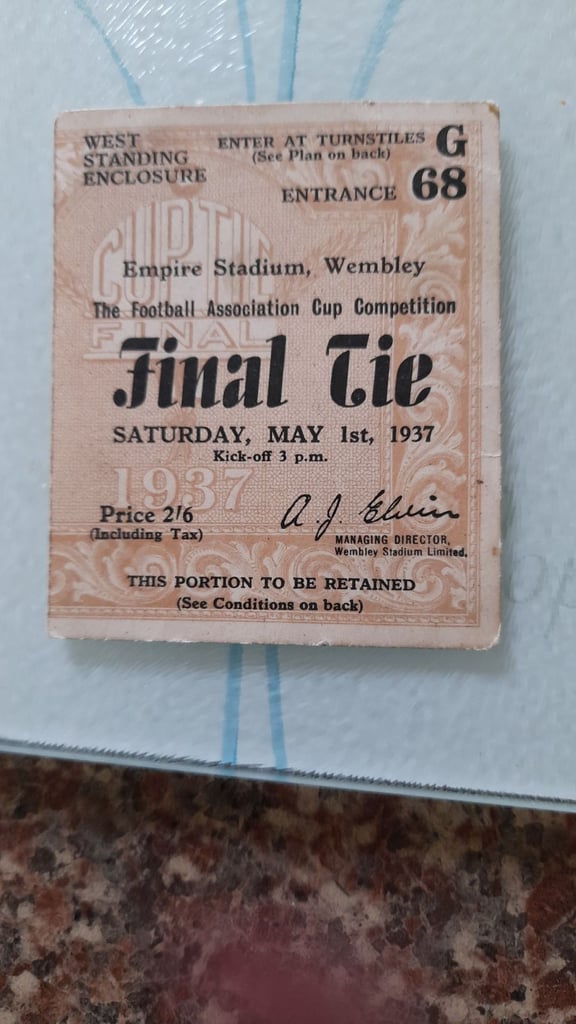 WEST
STANDING
ENCLOSURE
ENTER AT TURNSTILES G
(See Plan on back)
ENTRANCE 68
CUP TIE
FINAL
Empire Stadium, Wembley
The Football Association Cup Competition
Final Tie
SATURDAY, MAY 1st, 1937
Kick-off 3 p.m.
1937
Price 2/6
(Including Tax)
A. J. Elvin
MANAGING DIRECTOR,
Wembley Stadium Limited.
THIS PORTION TO BE RETAINED
(See Conditions on back)